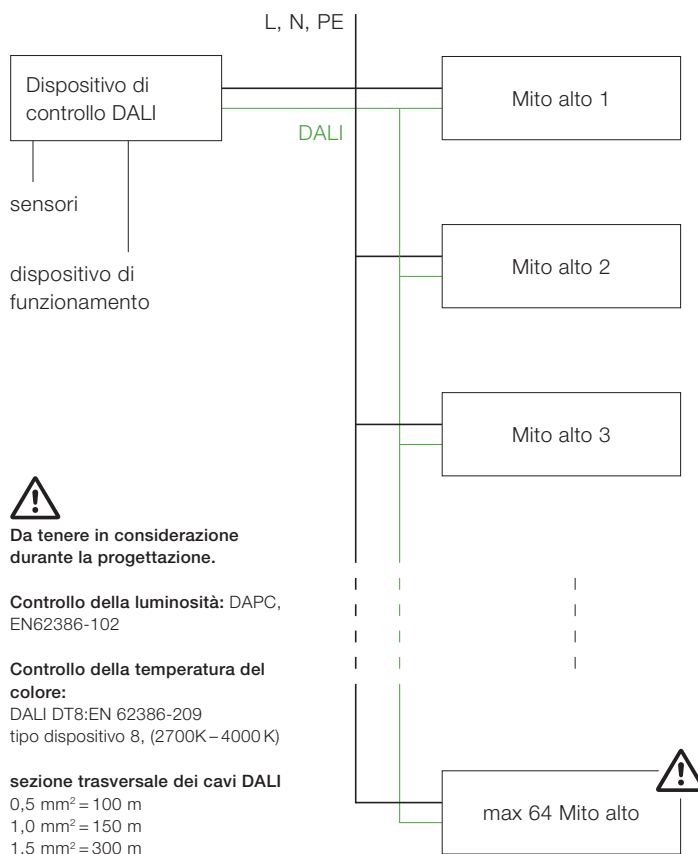 L, N, PE
Dispositivo di
controllo DALI
Mito alto 1
DALI
sensori
Mito alto 2
dispositivo di
funzionamento
Mito alto 3
Da tenere in considerazione
durante la progettazione.
Controllo della luminosità: DAPC,
EN62386-102
Controllo della temperatura del
colore:
DALI DT8:EN 62386-209
tipo dispositivo 8, (2700K – 4000 K)
sezione trasversale dei cavi DALI
0,5 mm² = 100 m
1,0 mm² = 150 m
1,5 mm² = 300 m
max 64 Mito alto